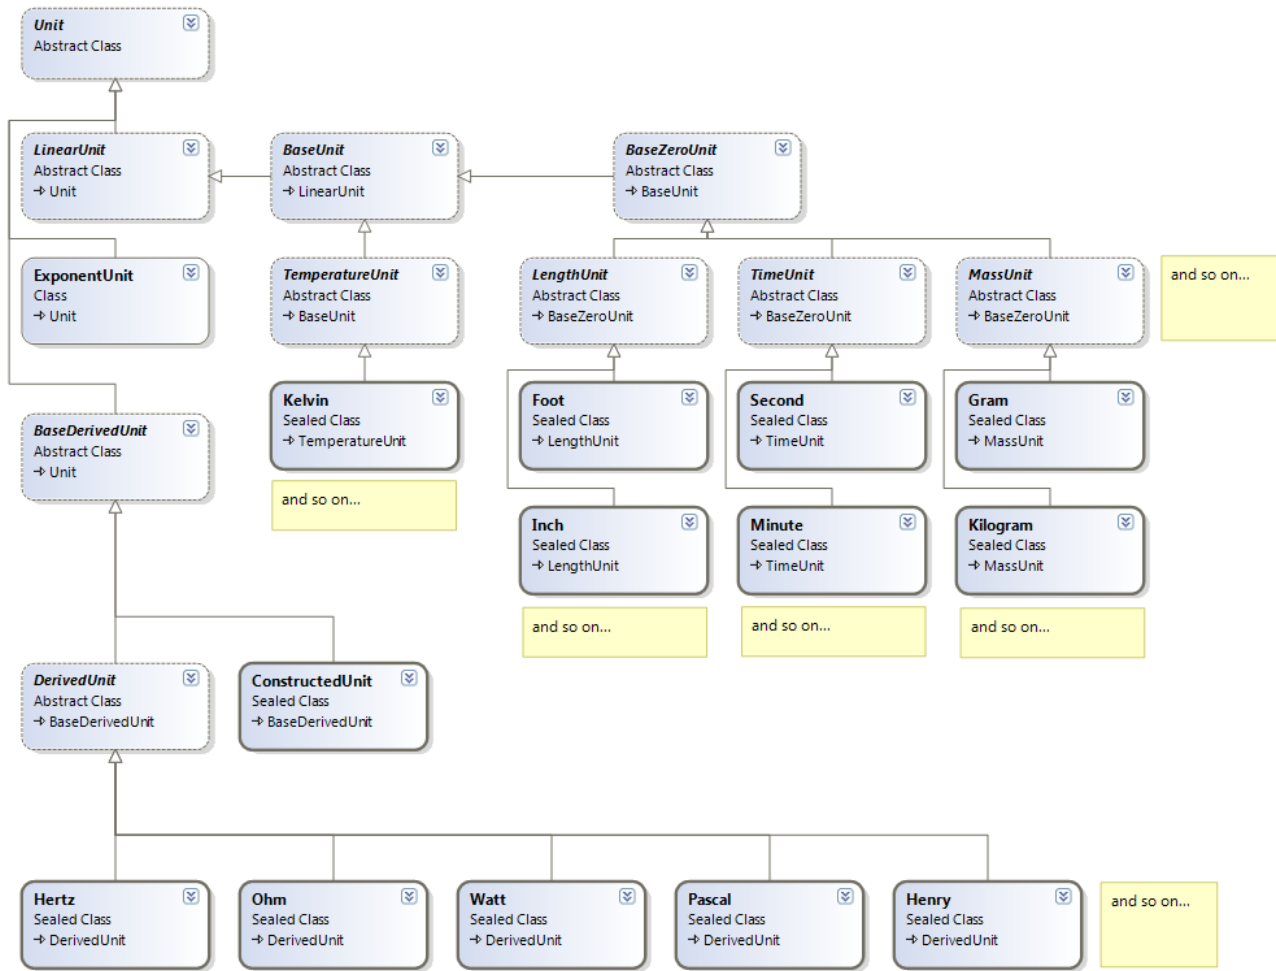 Unit
Abstract Class
LinearUnit
Abstract Class
Unit
BaseUnit
Abstract Class
LinearUnit
BaseZeroUnit
Abstract Class
BaseUnit
ExponentUnit
Class
Unit
TemperatureUnit
Abstract Class
BaseUnit
LengthUnit
Abstract Class
BaseZeroUnit
TimeUnit
Abstract Class
BaseZeroUnit
MassUnit
Abstract Class
BaseZeroUnit
and so on...
Kelvin
Sealed Class
TemperatureUnit
and so on...
Foot
Sealed Class
LengthUnit
Second
Sealed Class
TimeUnit
Gram
Sealed Class
MassUnit
BaseDerivedUnit
Abstract Class
Unit
Inch
Sealed Class
LengthUnit
and so on...
Minute
Sealed Class
TimeUnit
and so on...
Kilogram
Sealed Class
MassUnit
and so on...
DerivedUnit
Abstract Class
BaseDerivedUnit
ConstructedUnit
Sealed Class
BaseDerivedUnit
Hertz
Sealed Class
DerivedUnit
Ohm
Sealed Class
DerivedUnit
Watt
Sealed Class
DerivedUnit
Pascal
Sealed Class
DerivedUnit
Henry
Sealed Class
DerivedUnit
and so on...